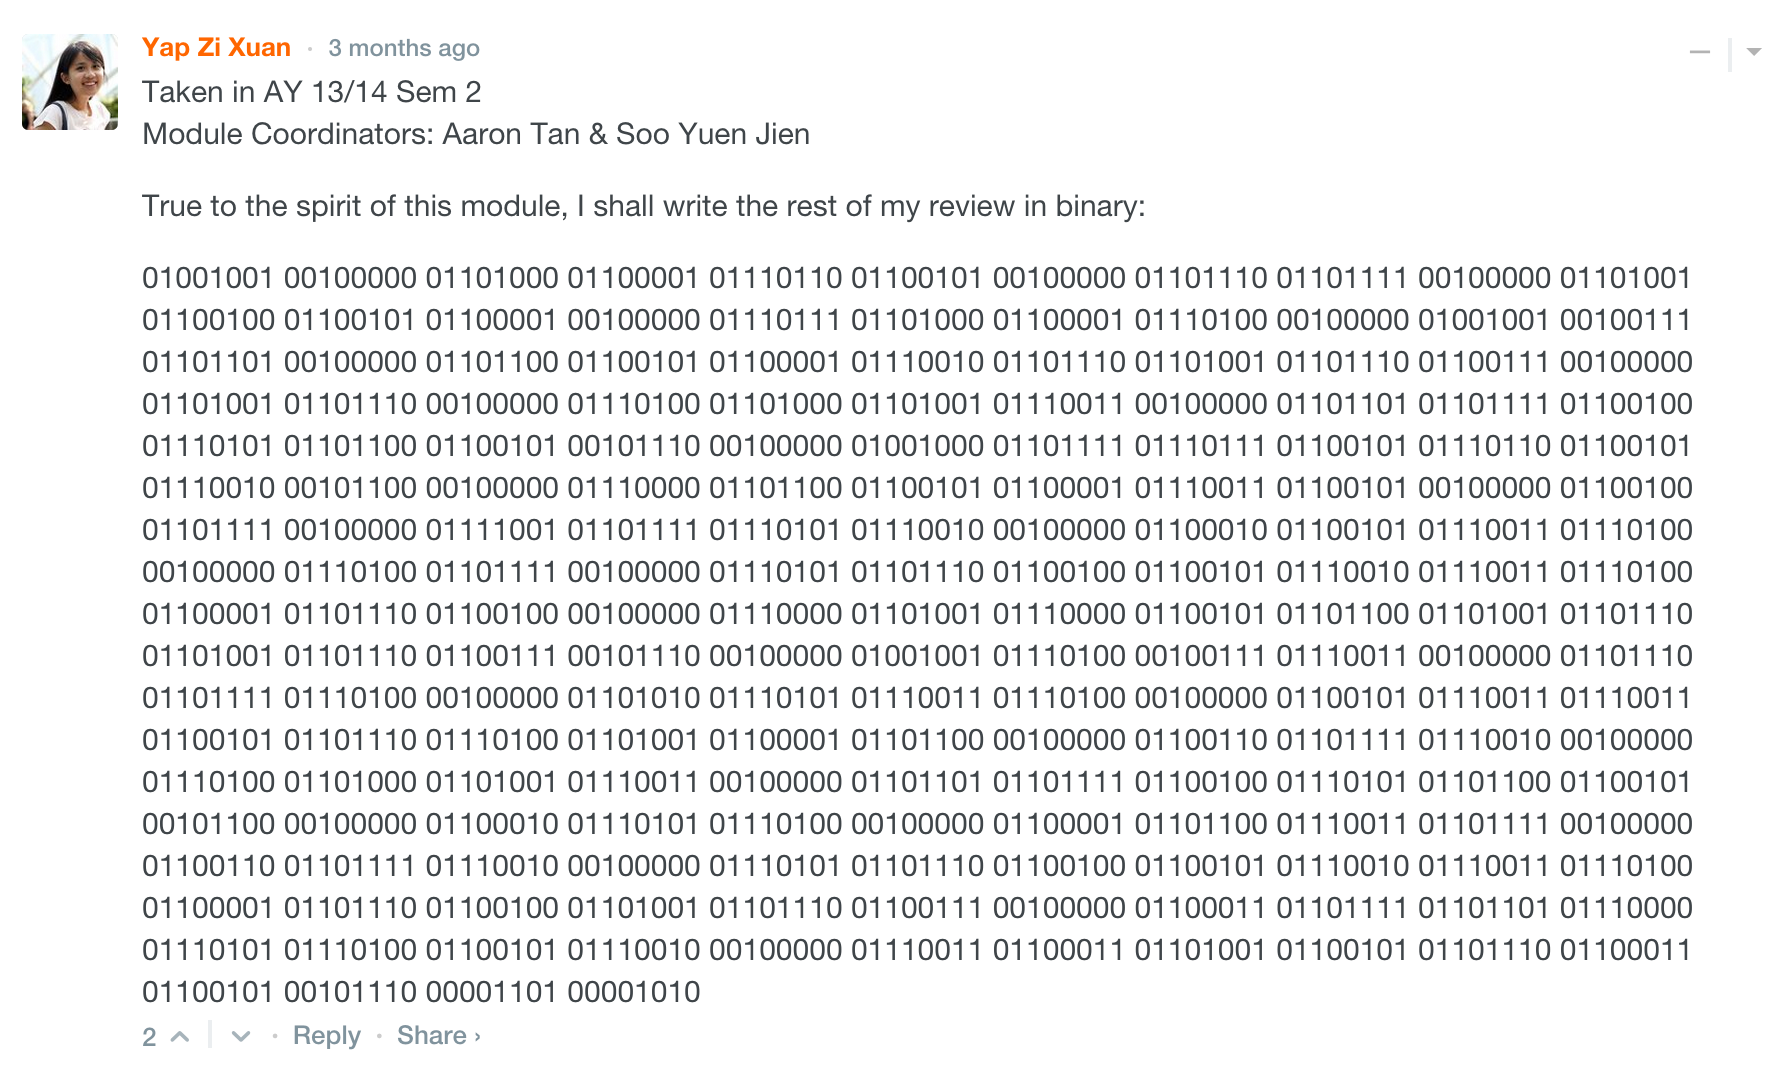 Yap Zi Xuan · 3 months ago
Taken in AY 13/14 Sem 2
Module Coordinators: Aaron Tan & Soo Yuen Jien
True to the spirit of this module, I shall write the rest of my review in binary:
01001001 00100000 01101000 01100001 01110110 01100101 00100000 01101110 01101111 00100000 01101001
01100100 01100101 01100001 00100000 01110111 01101000 01100001 01110100 00100000 01001001 00100111
01101101 00100000 01101100 01100101 01100001 01110010 01101110 01101001 01101110 01100111 00100000
01101001 01101110 00100000 01110100 01101000 01101001 01110011 00100000 01101101 01101111 01100100
01110101 01101100 01100101 00101110 00100000 01001000 01101111 01110111 01100101 01110110 01100101
01110010 00101100 00100000 01110000 01101100 01100101 01100001 01110011 01100101 00100000 01100100
01101111 00100000 01111001 01101111 01110101 01110010 00100000 01100010 01100101 01110011 01110100
00100000 01110100 01101111 00100000 01110101 01101110 01100100 01100101 01110010 01110011 01110100
01100001 01101110 01100100 00100000 01110000 01101001 01110000 01100101 01101100 01101001 01101110
01101001 01101110 01100111 00101110 00100000 01001001 01110100 00100111 01110011 00100000 01101110
01101111 01110100 00100000 01101010 01110101 01110011 01110100 00100000 01100101 01110011 01110011
01100101 01101110 01110100 01101001 01100001 01101100 00100000 01100110 01101111 01110010 00100000
01110100 01101000 01101001 01110011 00100000 01101101 01101111 01100100 01110101 01101100 01100101
00101100 00100000 01100010 01110101 01110100 00100000 01100001 01101100 01110011 01101111 00100000
01100110 01101111 01110010 00100000 01110101 01101110 01100100 01100101 01110010 01110011 01110100
01100001 01101110 01100100 01101001 01101110 01100111 00100000 01100011 01101111 01101101 01110000
01110101 01110100 01100101 01110010 00100000 01110011 01100011 01101001 01100101 01101110 01100011
01100101 00101110 00001101 00001010
2 · Reply · Share ›